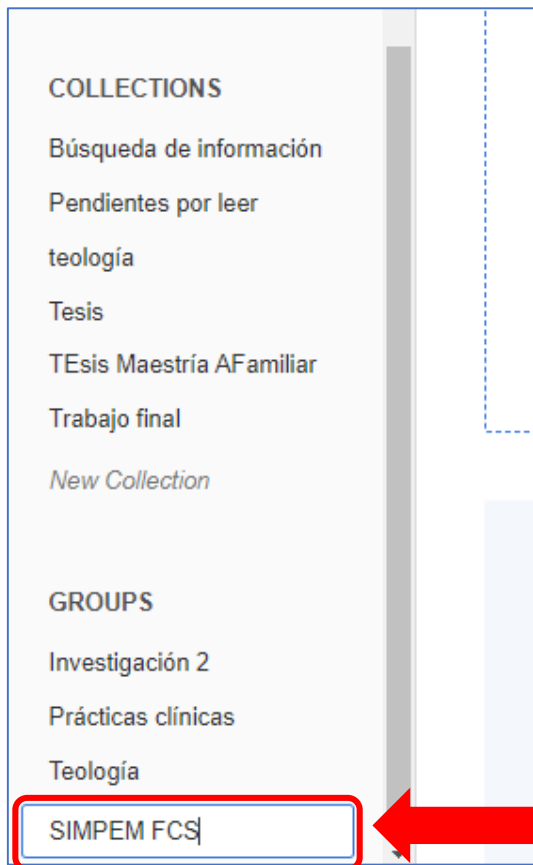 COLLECTIONS
Búsqueda de información
Pendientes por leer
teología
Tesis
TEsis Maestría AFamiliar
Trabajo final
New Collection
GROUPS
Investigación 2
Prácticas clínicas
Teología
SIMPEM FCS